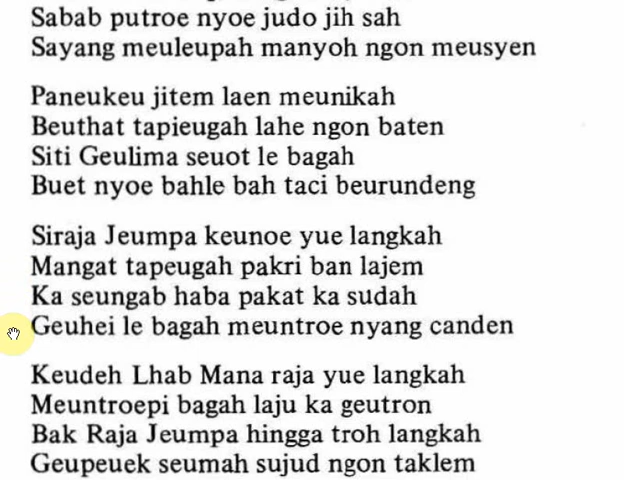 Sabab putroe nyoe judo jih sah
Sayang meuleupah manyoh ngon meusyen
Paneukeu jitem laen meunikah
Beuthat tapieugah lahe ngon baten
Siti Geulima seuot le bagah
Buet nyoe bahle bah taci beurundeng
Siraja Jeumpa keunoe yue langkah
Mangat tapeugah pakri ban lajem
Ka seungab haba pakat ka sudah
Geuhei le bagah meuntroe nyang canden
Keudeh Lhab Mana raja yue langkah
Meuntroepi bagah laju ka geutron
Bak Raja Jeumpa hingga troh langkah
Geupeuek seumah sujud ngon taklem